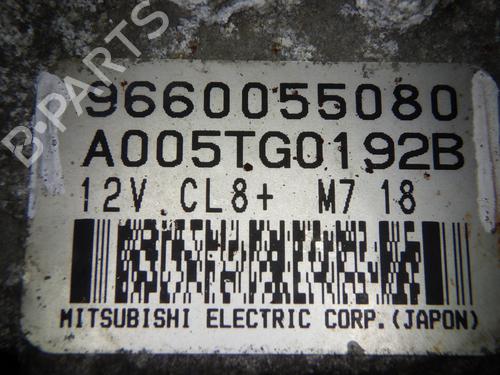 9660055080
A005TG0192B
12V CL8+ M7 18
MITSUBISHI ELECTRIC CORP.(JAPON)
B-PARTS